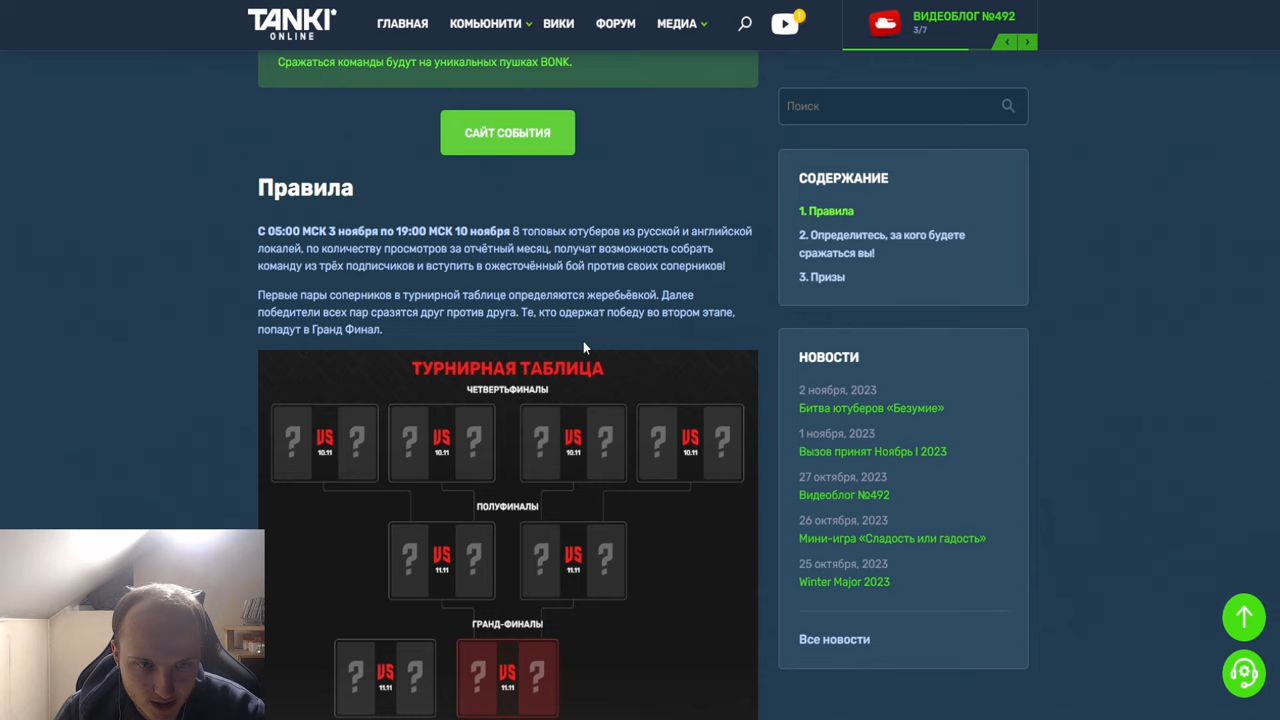 TANKI
ONLINE
ГЛАВНАЯ
КОМЬЮНИТИ
ВИКИ
ФОРУМ
МЕДИА
1
ВИДЕОБЛОГ №492
3/7
Сражаться команды будут на уникальных пушках BONK.
САЙТ СОБЫТИЯ
Правила
С 05:00 МСК 3 ноября по 19:00 МСК 10 ноября 8 топовых ютуберов из русской и английской
локалей, по количеству просмотров за отчётный месяц, получат возможность собрать
команду из трёх подписчиков и вступить в ожесточённый бой против своих соперников!
Первые пары соперников в турнирной таблице определяются жеребьёвкой. Далее
победители всех пар сразятся друг против друга. Те, кто одержат победу во втором этапе,
попадут в Гранд Финал.
ТУРНИРНАЯ ТАБЛИЦА
ЧЕТВЕРТЬФИНАЛЫ
? VS ? ? VS ? ? VS ? ? VS ?
10.11 10.11 10.11 10.11
ПОЛУФИНАЛЫ
? VS ? ? VS ?
11.11 11.11
ГРАНД-ФИНАЛЫ
? VS ? ? VS ?
11.11 11.11
Поиск
СОДЕРЖАНИЕ
1. Правила
2. Определитесь, за кого будете
сражаться вы!
3. Призы
НОВОСТИ
2 ноября, 2023
Битва ютуберов «Безумие»
1 ноября, 2023
Вызов принят Ноябрь I 2023
27 октября, 2023
Видеоблог №492
26 октября, 2023
Мини-игра «Сладость или гадость»
25 октября, 2023
Winter Major 2023
Все новости